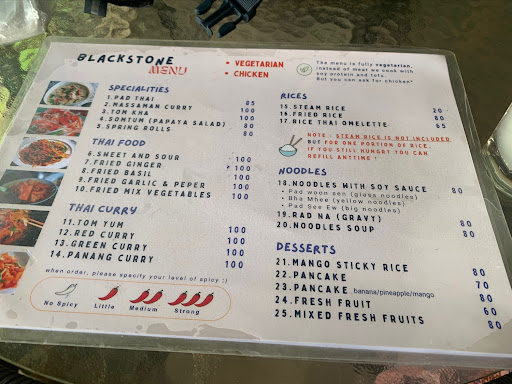 BLACKSTONE
MENU
• VEGETARIAN
• CHICKEN
The menu is fully vegetarian,
instead of meat we cook with
soy protein and tofu.
But you can ask for chicken*
SPECIALITIES
1.PAD THAI 85
2.MASSAMAN CURRY 100
3.TOM KHA 100
4.SOMTUM (PAPAYA SALAD) 100
5.SPRING ROLLS 80
THAI FOOD
6.SWEET AND SOUR 100
7.FRIED GINGER 100
8.FRIED BASIL 100
9.FRIED GARLIC & PEPER 100
10.FRIED MIX VEGETABLES 100
THAI CURRY
11.TOM YUM 100
12.RED CURRY 100
13.GREEN CURRY 100
14.PANANG CURRY 100
when order, please specify your level of spicy :)
No Spicy
Little
Medium
Strong
RICES
15.STEAM RICE 20
16.FRIED RICE 80
17.RICE THAI OMELETTE 65
NOTE : STEAM RICE IS NOT INCLUDED
BUT FOR ONE PORTION OF RICE,
IF YOU STILL HUNGRY YOU CAN
REFILL ANYTIME !
NOODLES
18.NOODLES WITH SOY SAUCE 80
• Pad woon sen (glass noodles)
• Bha Mhee (yellow noodles)
• Pad See Ew (big noodles)
19.RAD NA (GRAVY) 80
20.NOODLES SOUP 80
DESSERTS
21.MANGO STICKY RICE 80
22.PANCAKE 70
23.PANCAKE banana/pineapple/mango 80
24.FRESH FRUIT 60
25.MIXED FRESH FRUITS 80